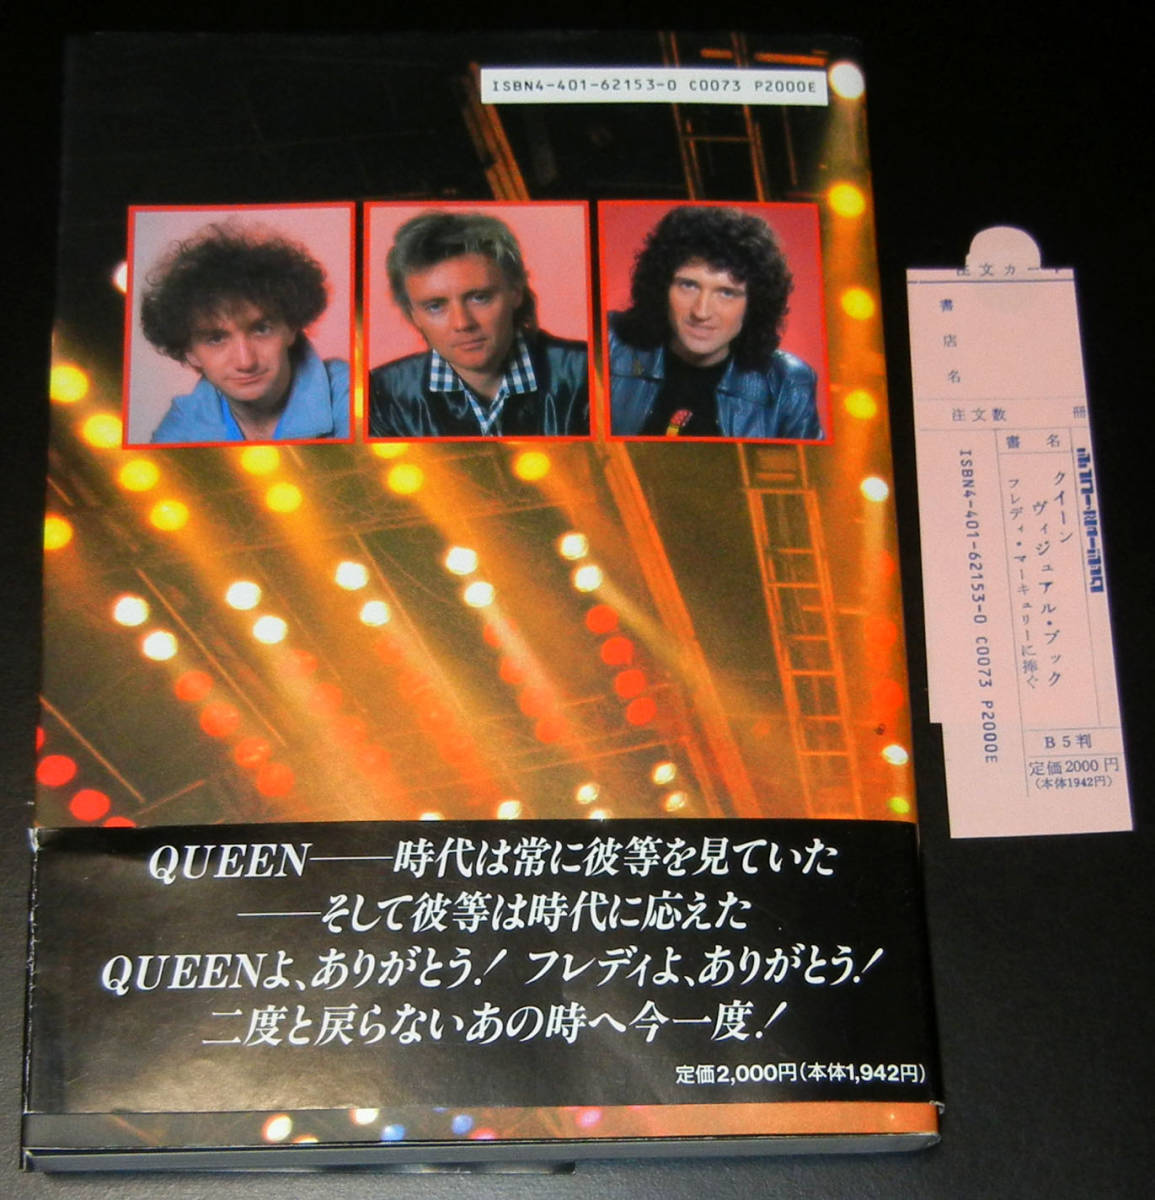 ISBN4-401-62153-0 C0073 P2000E
QUEEN──時代は常に彼等を見ていた
──そして彼等は時代に応えた
QUEENよ、ありがとう! フレディよ、ありがとう!
二度と戻らないあの時へ今一度!
定価2,000円(本体1,942円)
注文カード
書店名
注文数 冊
書名
クイーン
ヴィジュアル・ブック
フレディ・マーキュリーに捧ぐ
ISBN4-401-62153-0 C0073 P2000E
B5判
定価2000円
(本体1942円)